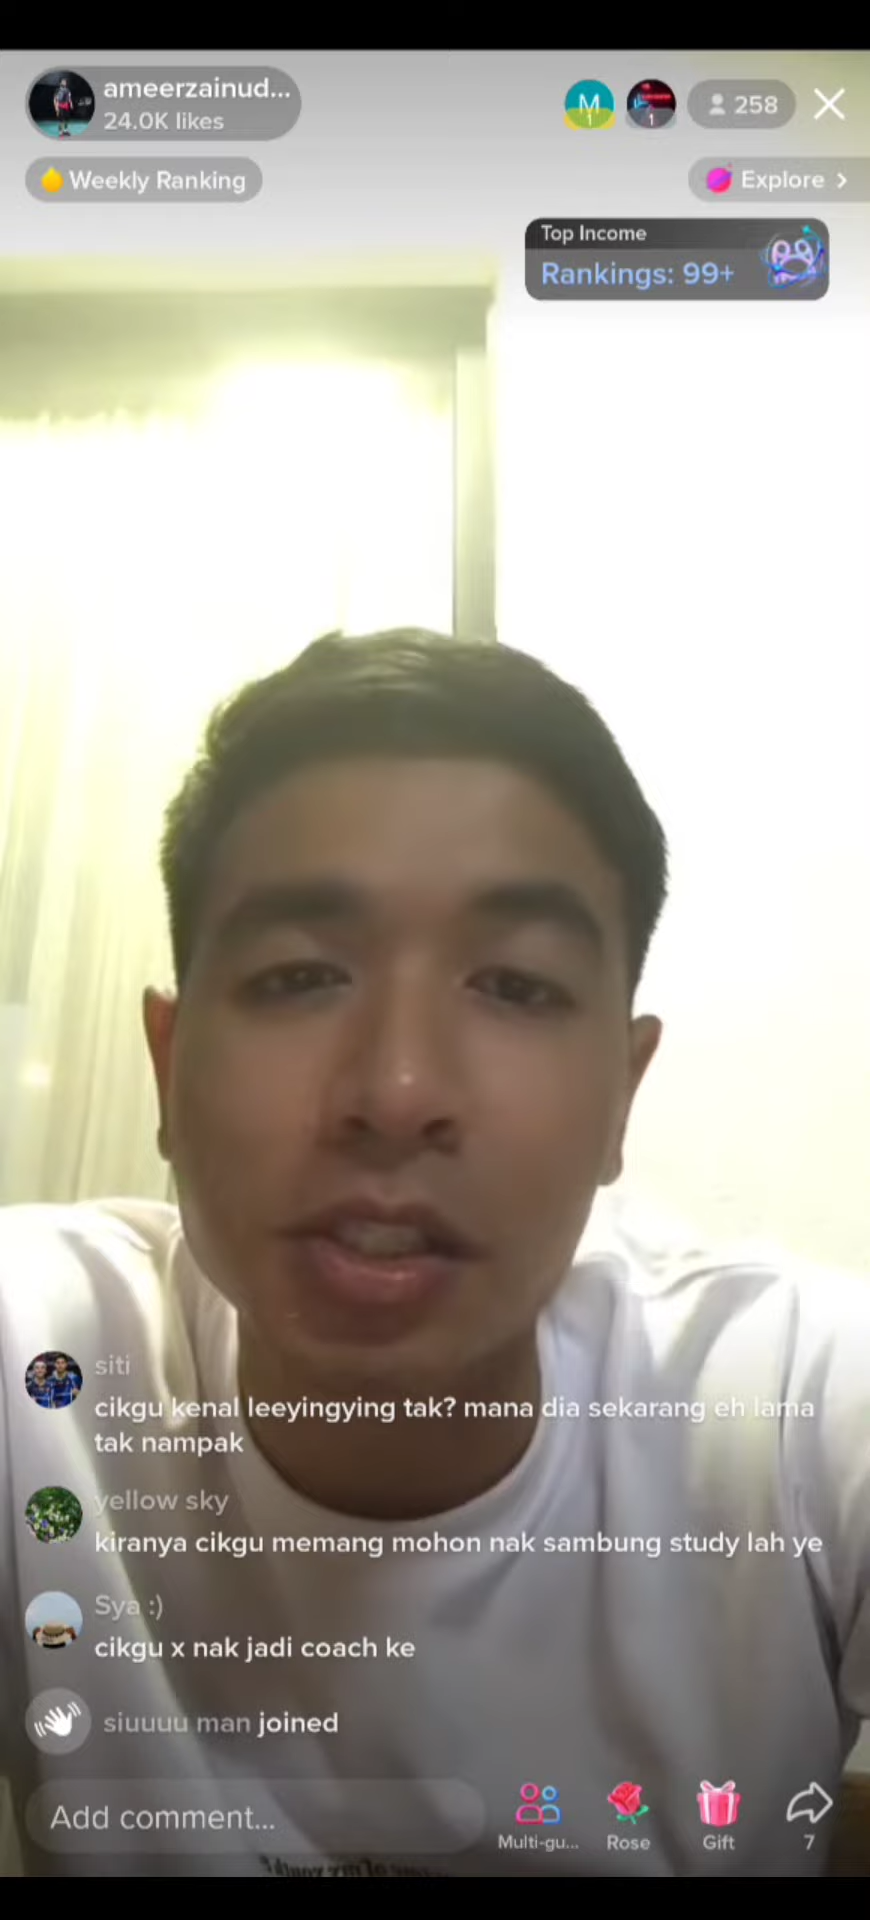 ameerzainud...
24.0K likes
M
1
1
258
Weekly Ranking
Explore >
Top Income
Rankings: 99+
siti
cikgu kenal leeyingying tak? mana dia sekarang eh lama
tak nampak
yellow sky
kiranya cikgu memang mohon nak sambung study lah ye
Sya :)
cikgu x nak jadi coach ke
siuuuu man joined
Add comment...
Multi-gu...
Rose
Gift
7